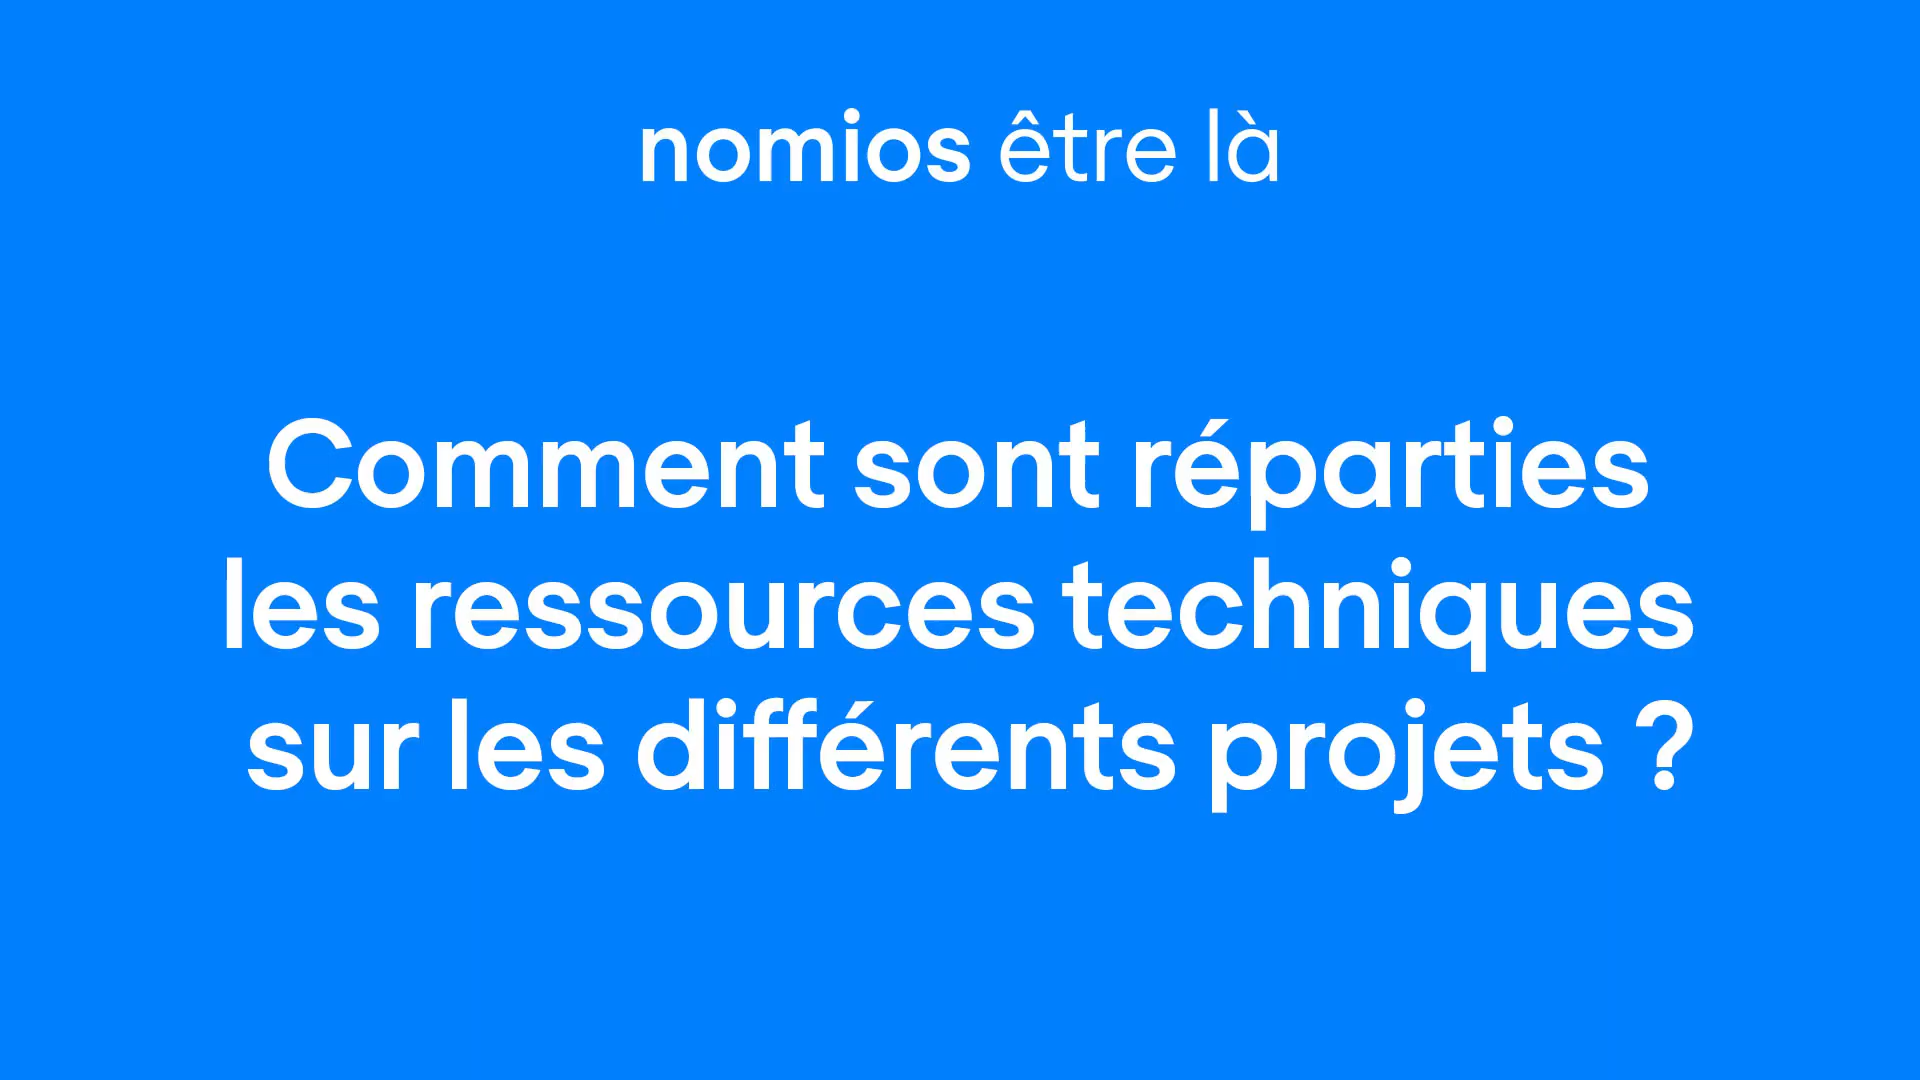 nomios être là
Comment sont réparties
les ressources techniques
sur les différents projets ?